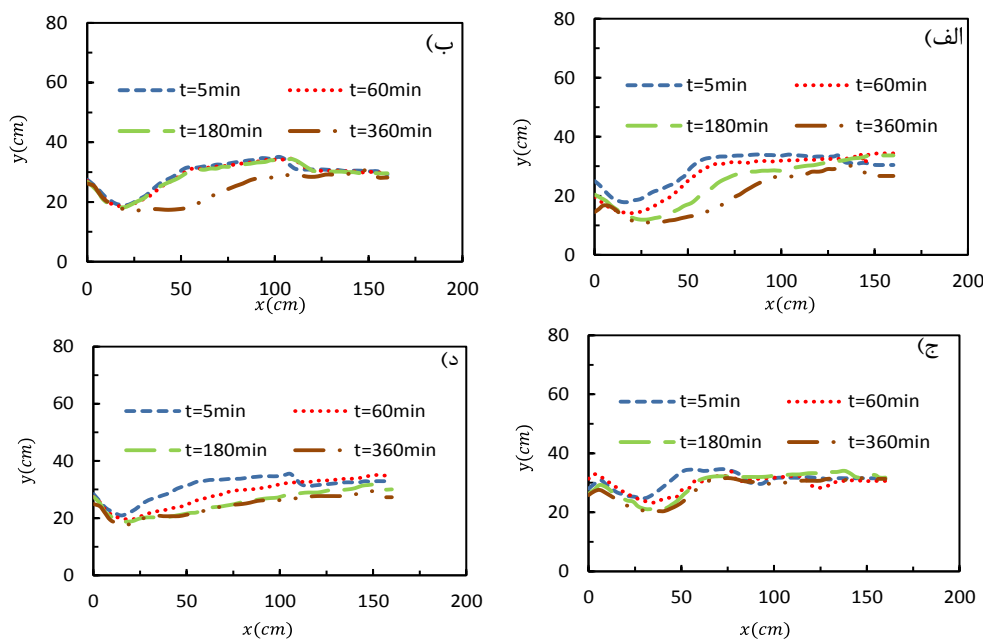 الف)
80
60
40
20
0
y(cm)
t=5min
t=60min
t=180min
t=360min
0 50 100 150 200
x(cm)
ب)
80
60
40
20
0
y(cm)
t=5min
t=60min
t=180min
t=360min
0 50 100 150 200
x(cm)
ج)
80
60
40
20
0
y(cm)
t=5min
t=60min
t=180min
t=360min
0 50 100 150 200
x(cm)
د)
80
60
40
20
0
y(cm)
t=5min
t=60min
t=180min
t=360min
0 50 100 150 200
x(cm)